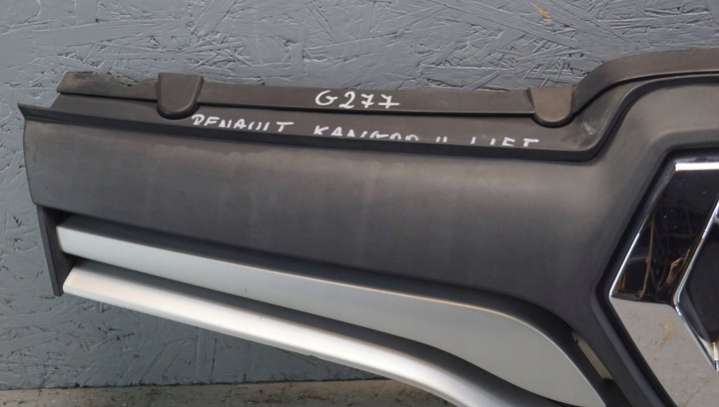 G277
RENAULT KANGOO II LIFT